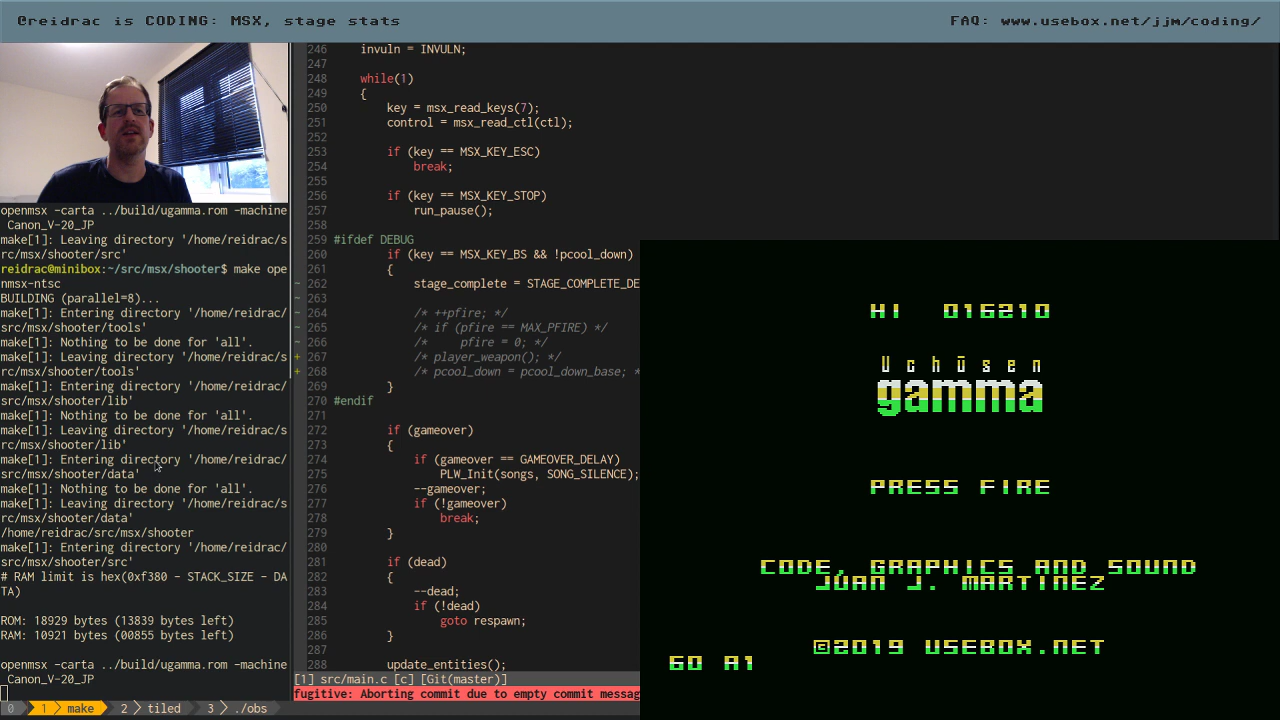 @reidrac is CODING: MSX, stage stats
FAQ: www.usebox.net/jjm/coding/
openmsx -carta ../build/ugamma.rom -machine
 Canon_V-20_JP
make[1]: Leaving directory '/home/reidrac/s
rc/msx/shooter/src'
reidrac@minibox:~/src/msx/shooter$ make ope
nmsx-ntsc
BUILDING (parallel=8)...
make[1]: Entering directory '/home/reidrac/
src/msx/shooter/tools'
make[1]: Nothing to be done for 'all'.
make[1]: Leaving directory '/home/reidrac/s
rc/msx/shooter/tools'
make[1]: Entering directory '/home/reidrac/
src/msx/shooter/lib'
make[1]: Nothing to be done for 'all'.
make[1]: Leaving directory '/home/reidrac/s
rc/msx/shooter/lib'
make[1]: Entering directory '/home/reidrac/
src/msx/shooter/data'
make[1]: Nothing to be done for 'all'.
make[1]: Leaving directory '/home/reidrac/s
rc/msx/shooter/data'
/home/reidrac/src/msx/shooter
make[1]: Entering directory '/home/reidrac/
src/msx/shooter/src'
# RAM limit is hex(0xf380 - STACK_SIZE - DA
TA)
ROM: 18929 bytes (13839 bytes left)
RAM: 10921 bytes (00855 bytes left)
openmsx -carta ../build/ugamma.rom -machine
 Canon_V-20_JP
0 1 make 2 tiled 3 ./obs
246 invuln = INVULN;
247
248 while(1)
249 {
250 key = msx_read_keys(7);
251 control = msx_read_ctl(ctl);
252
253 if (key == MSX_KEY_ESC)
254 break;
255
256 if (key == MSX_KEY_STOP)
257 run_pause();
258
259 #ifdef DEBUG
260 if (key == MSX_KEY_BS && !pcool_down)
261 {
~ 262 stage_complete = STAGE_COMPLETE_DE
~ 263
~ 264 /* ++pfire; */
~ 265 /* if (pfire == MAX_PFIRE) */
~ 266 /*     pfire = 0; */
+ 267 /* player_weapon(); */
+ 268 /* pcool_down = pcool_down_base; *
269 }
270 #endif
271
272 if (gameover)
273 {
274 if (gameover == GAMEOVER_DELAY)
275 PLW_Init(songs, SONG_SILENCE);
276 --gameover;
277 if (!gameover)
278 break;
279 }
280
281 if (dead)
282 {
283 --dead;
284 if (!dead)
285 goto respawn;
286 }
287
288 update_entities();
[1] src/main.c [c] [Git(master)]
fugitive: Aborting commit due to empty commit messag
HI 016210
Uchūsen
gamma
PRESS FIRE
CODE, GRAPHICS AND SOUND
JUAN J. MARTINEZ
©2019 USEBOX.NET
60 A1